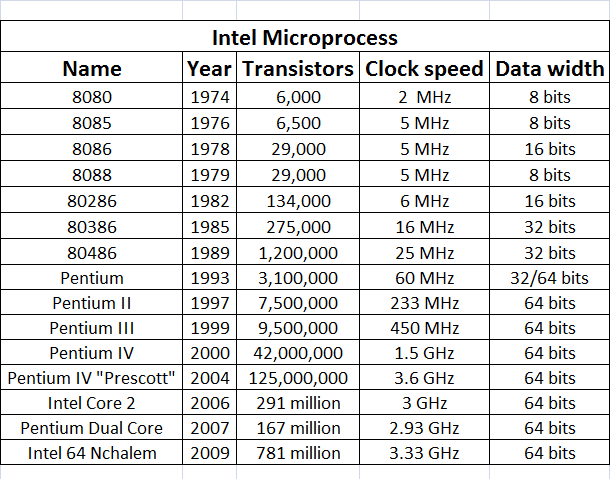 Intel Microprocess
Name Year Transistors Clock speed Data width
8080 1974 6,000 2 MHz 8 bits
8085 1976 6,500 5 MHz 8 bits
8086 1978 29,000 5 MHz 16 bits
8088 1979 29,000 5 MHz 8 bits
80286 1982 134,000 6 MHz 16 bits
80386 1985 275,000 16 MHz 32 bits
80486 1989 1,200,000 25 MHz 32 bits
Pentium 1993 3,100,000 60 MHz 32/64 bits
Pentium II 1997 7,500,000 233 MHz 64 bits
Pentium III 1999 9,500,000 450 MHz 64 bits
Pentium IV 2000 42,000,000 1.5 GHz 64 bits
Pentium IV "Prescott" 2004 125,000,000 3.6 GHz 64 bits
Intel Core 2 2006 291 million 3 GHz 64 bits
Pentium Dual Core 2007 167 million 2.93 GHz 64 bits
Intel 64 Nchalem 2009 781 million 3.33 GHz 64 bits